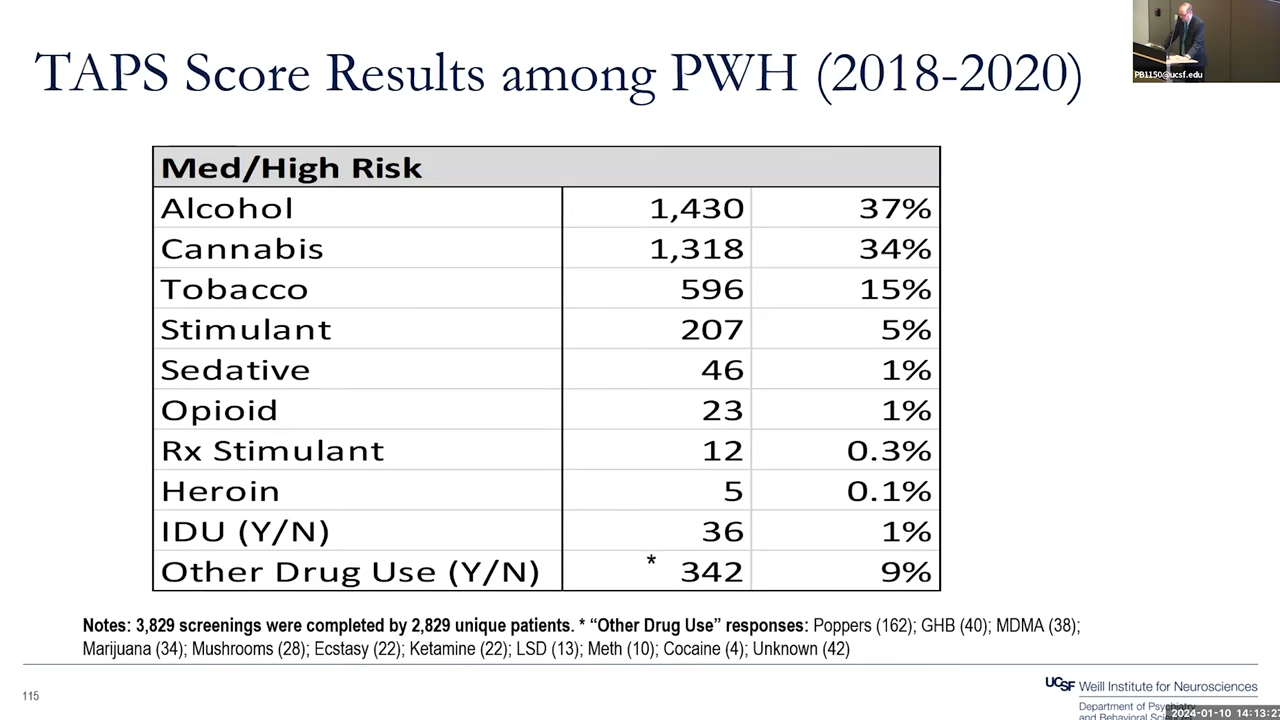 TAPS Score Results among PWH (2018-2020)
PB1150@ucsf.edu
Med/High Risk
Alcohol 1,430 37%
Cannabis 1,318 34%
Tobacco 596 15%
Stimulant 207 5%
Sedative 46 1%
Opioid 23 1%
Rx Stimulant 12 0.3%
Heroin 5 0.1%
IDU (Y/N) 36 1%
Other Drug Use (Y/N) * 342 9%
Notes: 3,829 screenings were completed by 2,829 unique patients. * “Other Drug Use” responses: Poppers (162); GHB (40); MDMA (38);
Marijuana (34); Mushrooms (28); Ecstasy (22); Ketamine (22); LSD (13); Meth (10); Cocaine (4); Unknown (42)
115
UCSF Weill Institute for Neurosciences
Department of Psychiatry
and Behavioral
2024-01-10 14:13:27